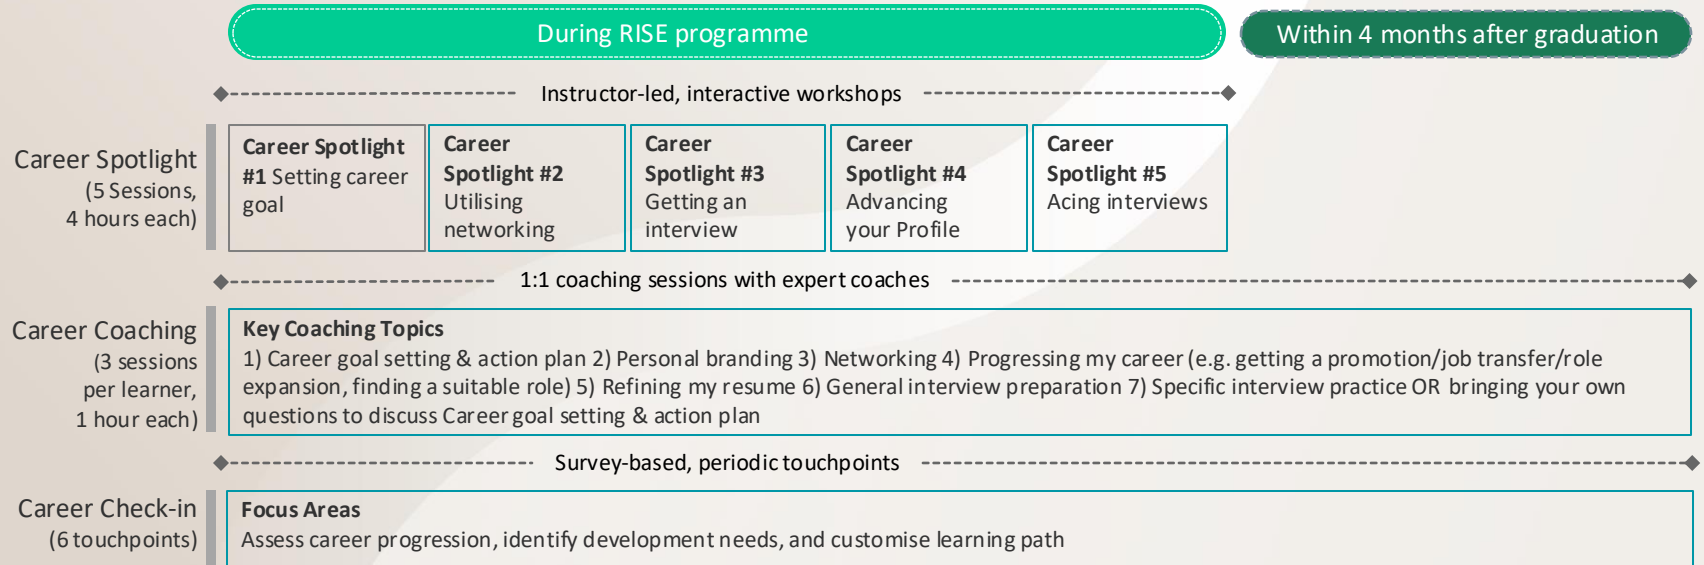 During RISE programme
Within 4 months after graduation
Instructor-led, interactive workshops
Career Spotlight
(5 Sessions,
4 hours each)
Career Spotlight
#1 Setting career
goal
Career
Spotlight #2
Utilising
networking
Career
Spotlight #3
Getting an
interview
Career
Spotlight #4
Advancing
your Profile
Career
Spotlight #5
Acing interviews
1:1 coaching sessions with expert coaches
Career Coaching
(3 sessions
per learner,
1 hour each)
Key Coaching Topics
1) Career goal setting & action plan 2) Personal branding 3) Networking 4) Progressing my career (e.g. getting a promotion/job transfer/role
expansion, finding a suitable role) 5) Refining my resume 6) General interview preparation 7) Specific interview practice OR bringing your own
questions to discuss Career goal setting & action plan
Survey-based, periodic touchpoints
Career Check-in
(6 touchpoints)
Focus Areas
Assess career progression, identify development needs, and customise learning path